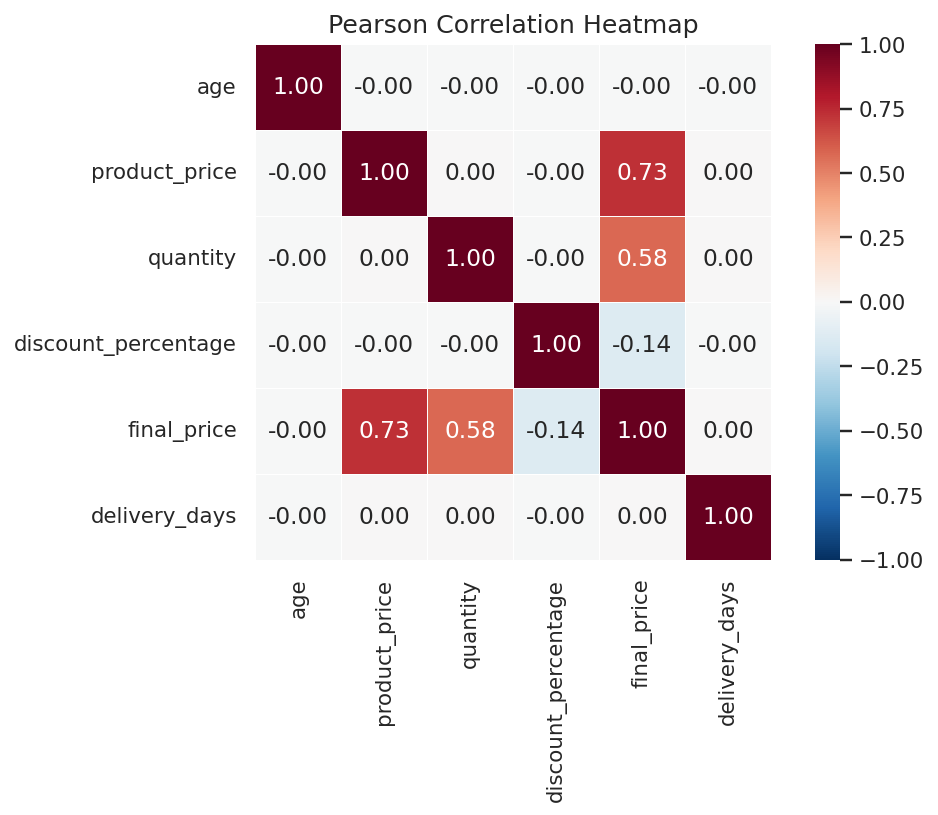 Pearson Correlation Heatmap
age 1.00 -0.00 -0.00 -0.00 -0.00 -0.00
product_price -0.00 1.00 0.00 -0.00 0.73 0.00
quantity -0.00 0.00 1.00 -0.00 0.58 0.00
discount_percentage -0.00 -0.00 -0.00 1.00 -0.14 -0.00
final_price -0.00 0.73 0.58 -0.14 1.00 0.00
delivery_days -0.00 0.00 0.00 -0.00 0.00 1.00
age
product_price
quantity
discount_percentage
final_price
delivery_days
1.00
0.75
0.50
0.25
0.00
−0.25
−0.50
−0.75
−1.00